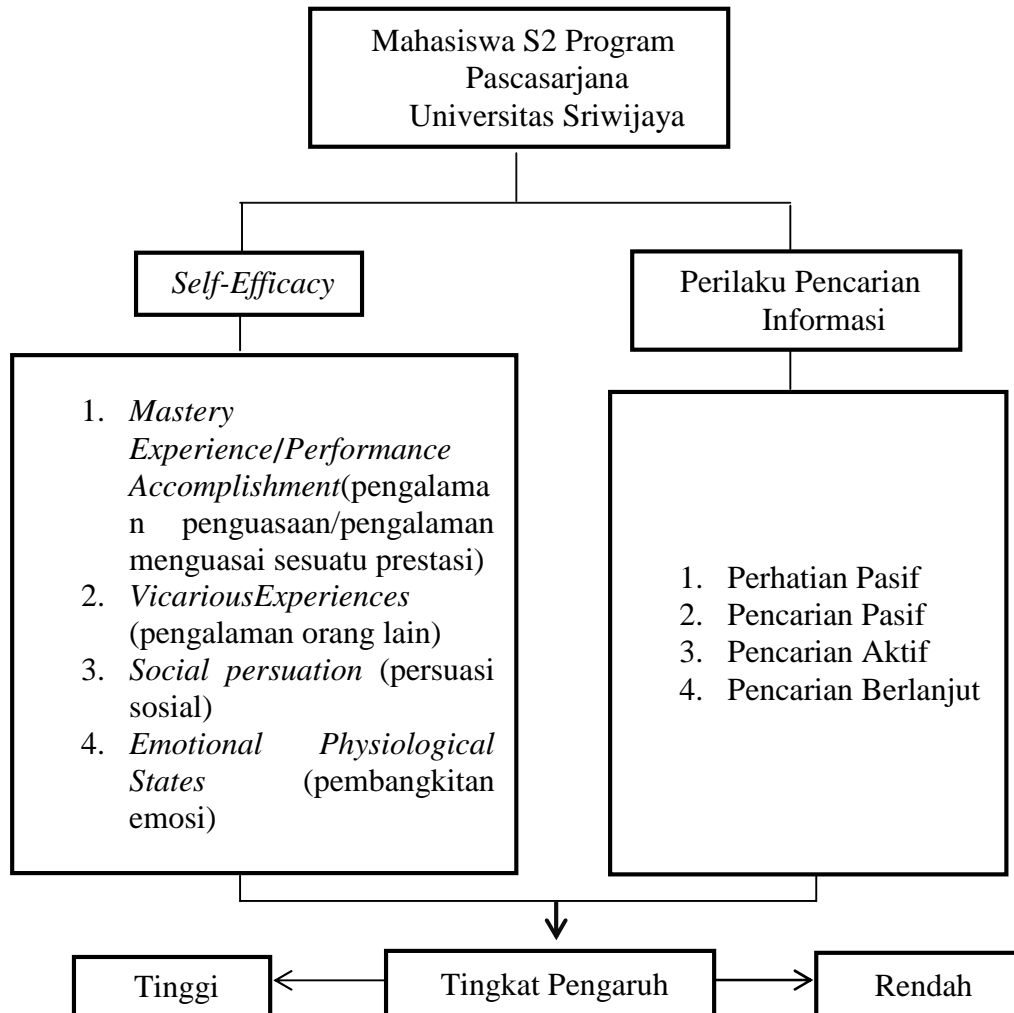 Mahasiswa S2 Program
Pascasarjana
Universitas Sriwijaya
Self-Efficacy
Perilaku Pencarian
Informasi
1. Mastery
Experience/Performance
Accomplishment(pengalama
n penguasaan/pengalaman
menguasai sesuatu prestasi)
2. VicariousExperiences
(pengalaman orang lain)
3. Social persuation (persuasi
sosial)
4. Emotional Physiological
States (pembangkitan
emosi)
1. Perhatian Pasif
2. Pencarian Pasif
3. Pencarian Aktif
4. Pencarian Berlanjut
Tinggi
Tingkat Pengaruh
Rendah